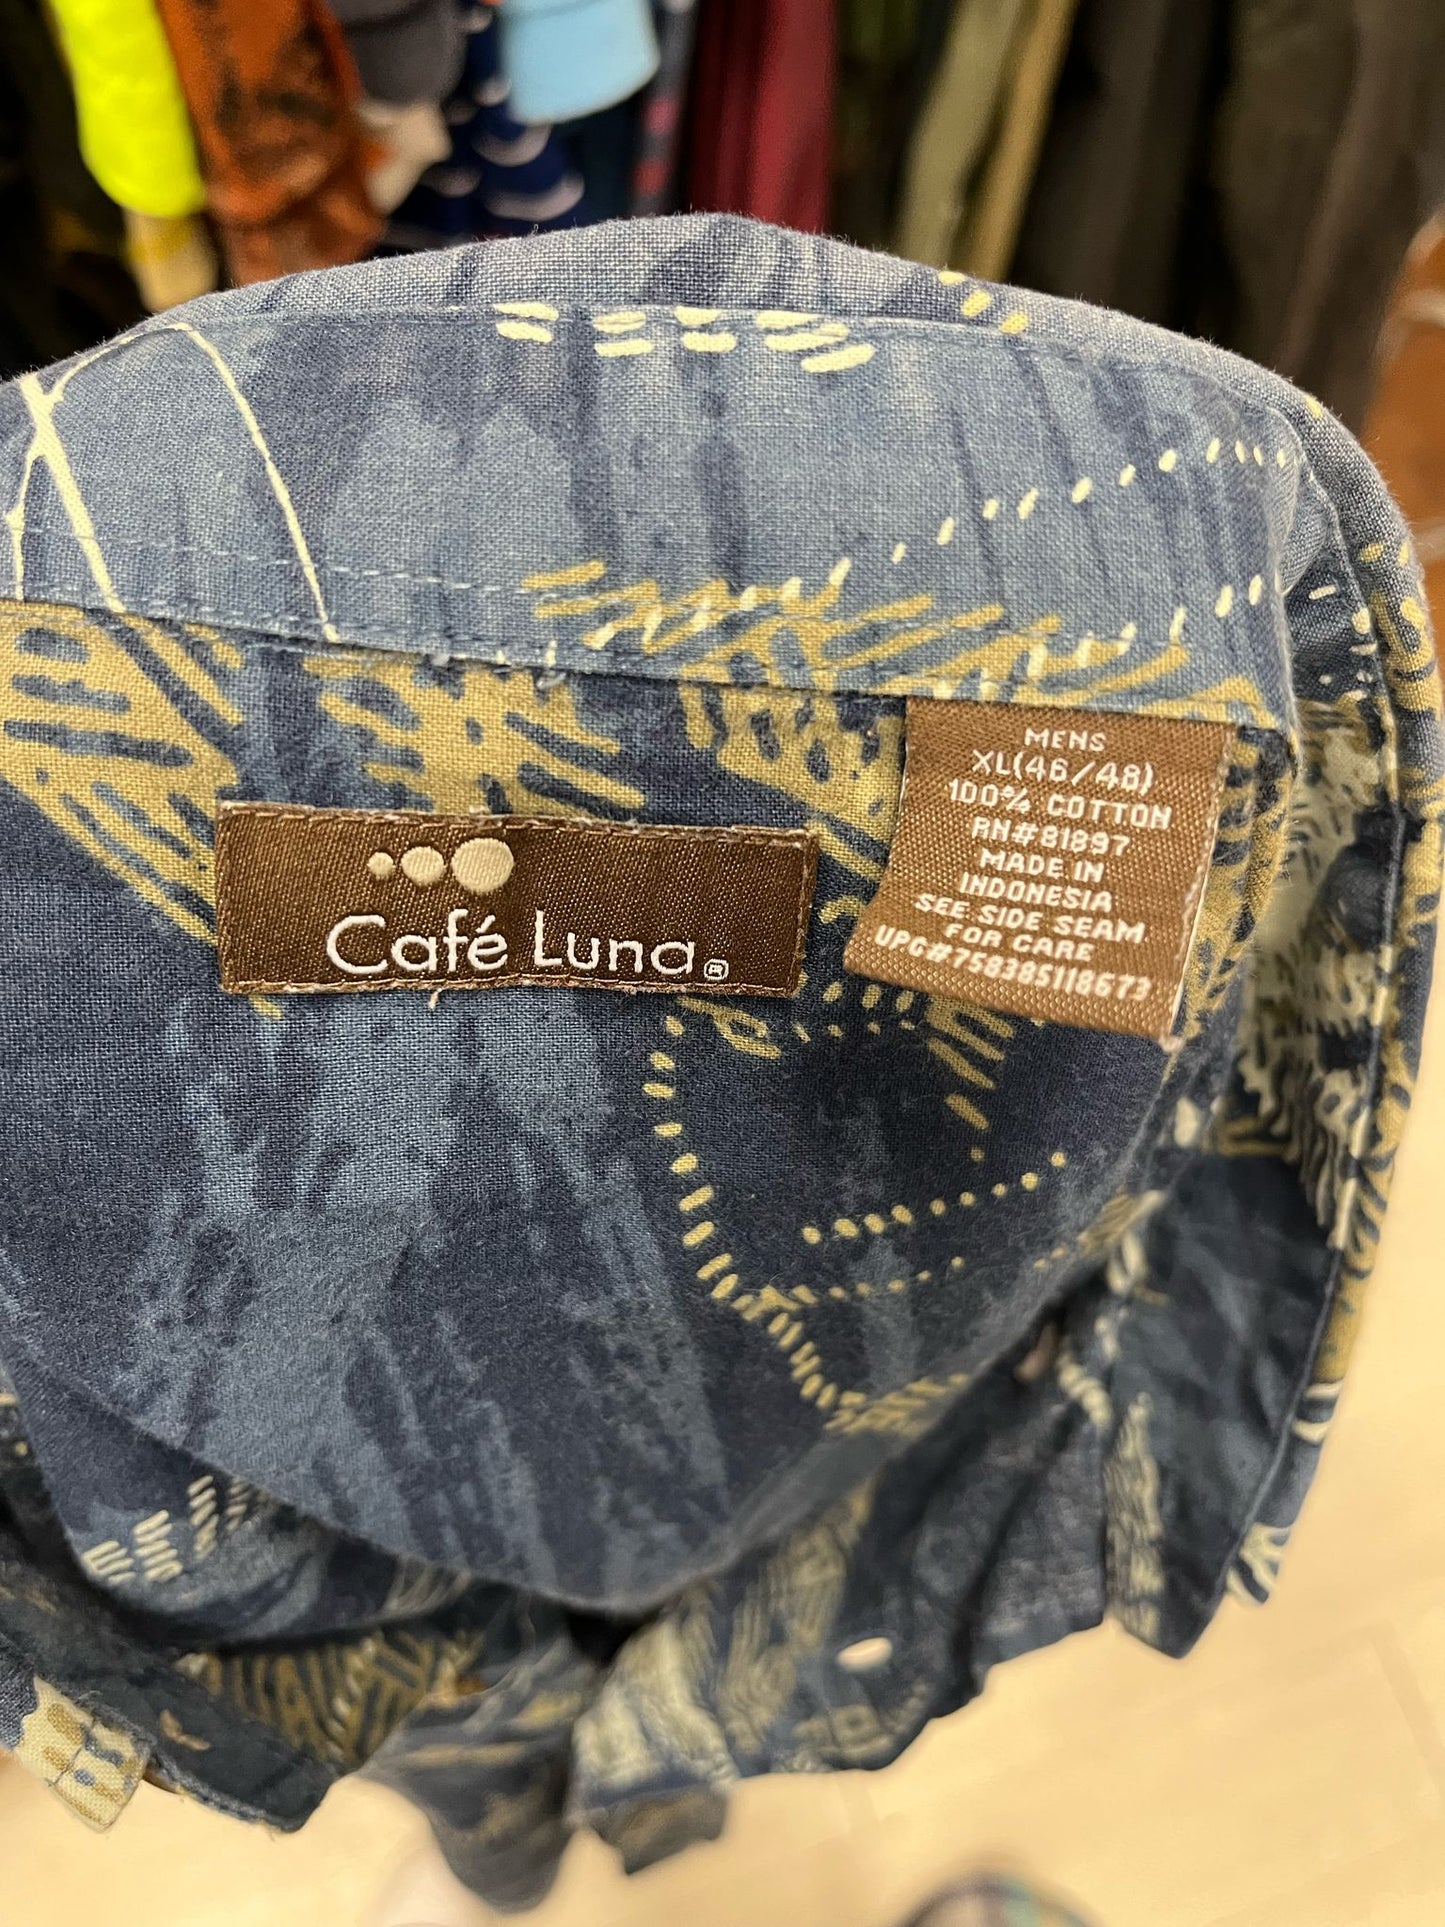 Café Luna®
MENS
XL(46/48)
100% COTTON
RN#81897
MADE IN
INDONESIA
SEE SIDE SEAM
FOR CARE
UPC#758385118673